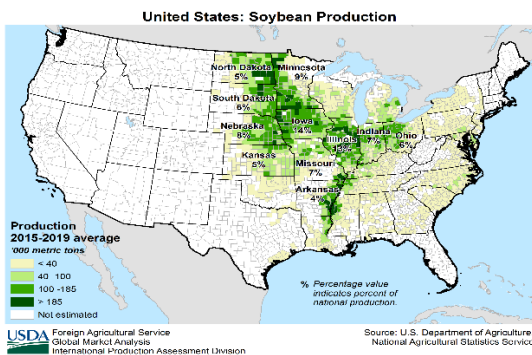 United States: Soybean Production
North Dakota
5%
Minnesota
9%
South Dakota
Iowa
14%
Nebraska
Illinois
Indiana
7%
Ohio
6%
Kansas
5%
Missouri
7%
Arkansas
4%
Production
2015-2019 average
'000 metric tons
< 40
40 100
100 -185
> 185
Not estimated
% Percentage value
indicates percent of
national production.
USDA
Foreign Agricultural Service
Global Market Analysis
International Production Assessment Division
Source: U.S. Department of Agriculture
National Agricultural Statistics Service